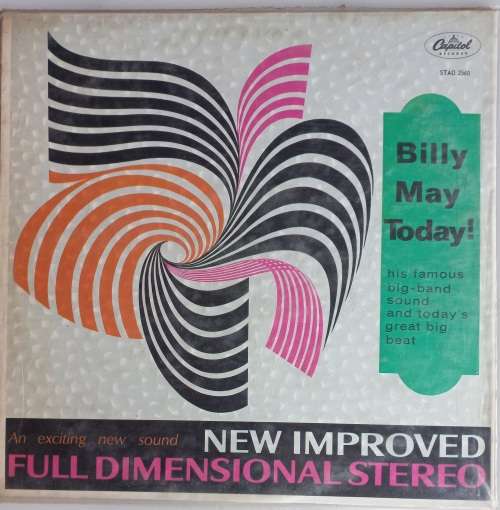 Capitol
RECORDS
STAO 2560
Billy
May
Today!
his famous
big-band
sound
and today's
great big
beat
An exciting new sound NEW IMPROVED
FULL DIMENSIONAL STEREO